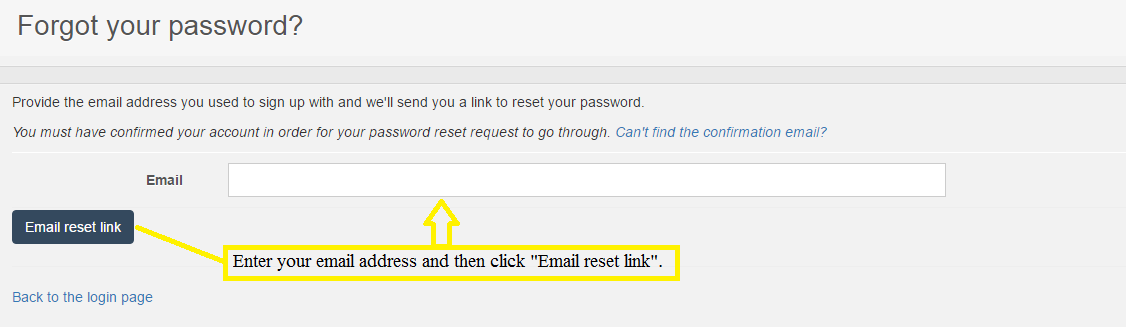 Forgot your password?
Provide the email address you used to sign up with and we'll send you a link to reset your password.
You must have confirmed your account in order for your password reset request to go through. Can't find the confirmation email?
Email
Email reset link
Enter your email address and then click "Email reset link".
Back to the login page